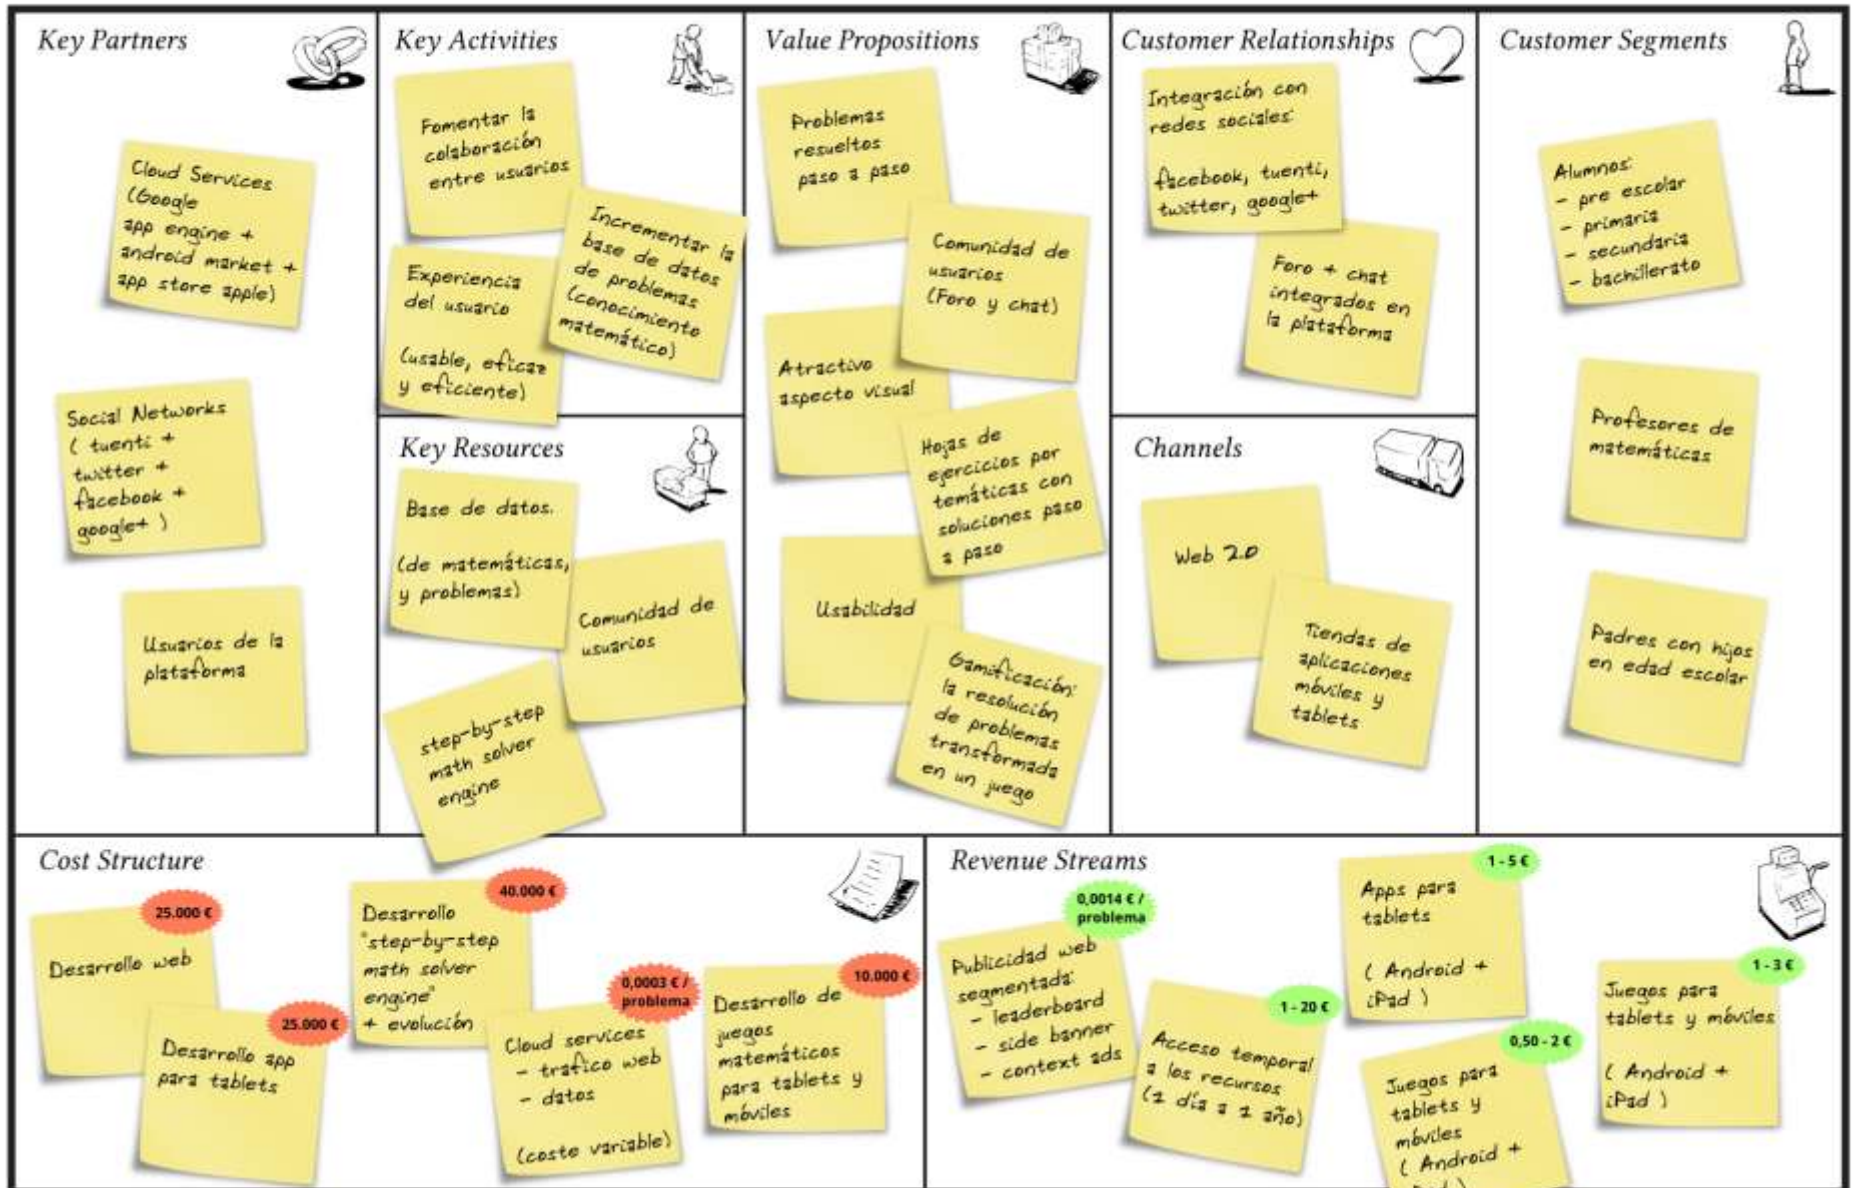 Key Partners
Cloud Services
(Google
app engine +
android market +
app store apple)
Social Networks
( tuenti +
twitter +
facebook +
google+ )
Usuarios de la
plataforma
Key Activities
Fomentar la
colaboración
entre usuarios
Incrementar la
base de datos
de problemas
(conocimiento
matemático)
Experiencia
del usuario
(usable, eficaz
y eficiente)
Key Resources
Base de datos.
(de matemáticas,
y problemas)
Comunidad de
usuarios
step-by-step
math solver
engine
Value Propositions
Problemas
resueltos
paso a paso
Comunidad de
usuarios
(Foro y chat)
Atractivo
aspecto visual
Hojas de
ejercicios por
temáticas con
soluciones paso
a paso
Usabilidad
Gamificación:
la resolución
de problemas
transformada
en un juego
Customer Relationships
Integración con
redes sociales:
facebook, tuenti,
twitter, google+
Foro + chat
integrados en
la plataforma
Channels
Web 2.0
Tiendas de
aplicaciones
móviles y
tablets
Customer Segments
Alumnos:
- pre escolar
- primaria
- secundaria
- bachillerato
Profesores de
matemáticas
Padres con hijos
en edad escolar
Cost Structure
25.000 €
Desarrollo web
25.000 €
Desarrollo app
para tablets
40.000 €
Desarrollo
"step-by-step
math solver
engine"
+ evolución
0,0003 € /
problema
Cloud services
- trafico web
- datos
(coste variable)
10.000 €
Desarrollo de
juegos
matemáticos
para tablets y
móviles
Revenue Streams
0,0014 € /
problema
Publicidad web
segmentada:
- leaderboard
- side banner
- context ads
1 - 20 €
Acceso temporal
a los recursos
(1 día a 1 año)
1 - 5 €
Apps para
tablets
( Android +
iPad )
0,50 - 2 €
Juegos para
tablets y
móviles
( Android +
1 - 3 €
Juegos para
tablets y móviles
( Android +
iPad )